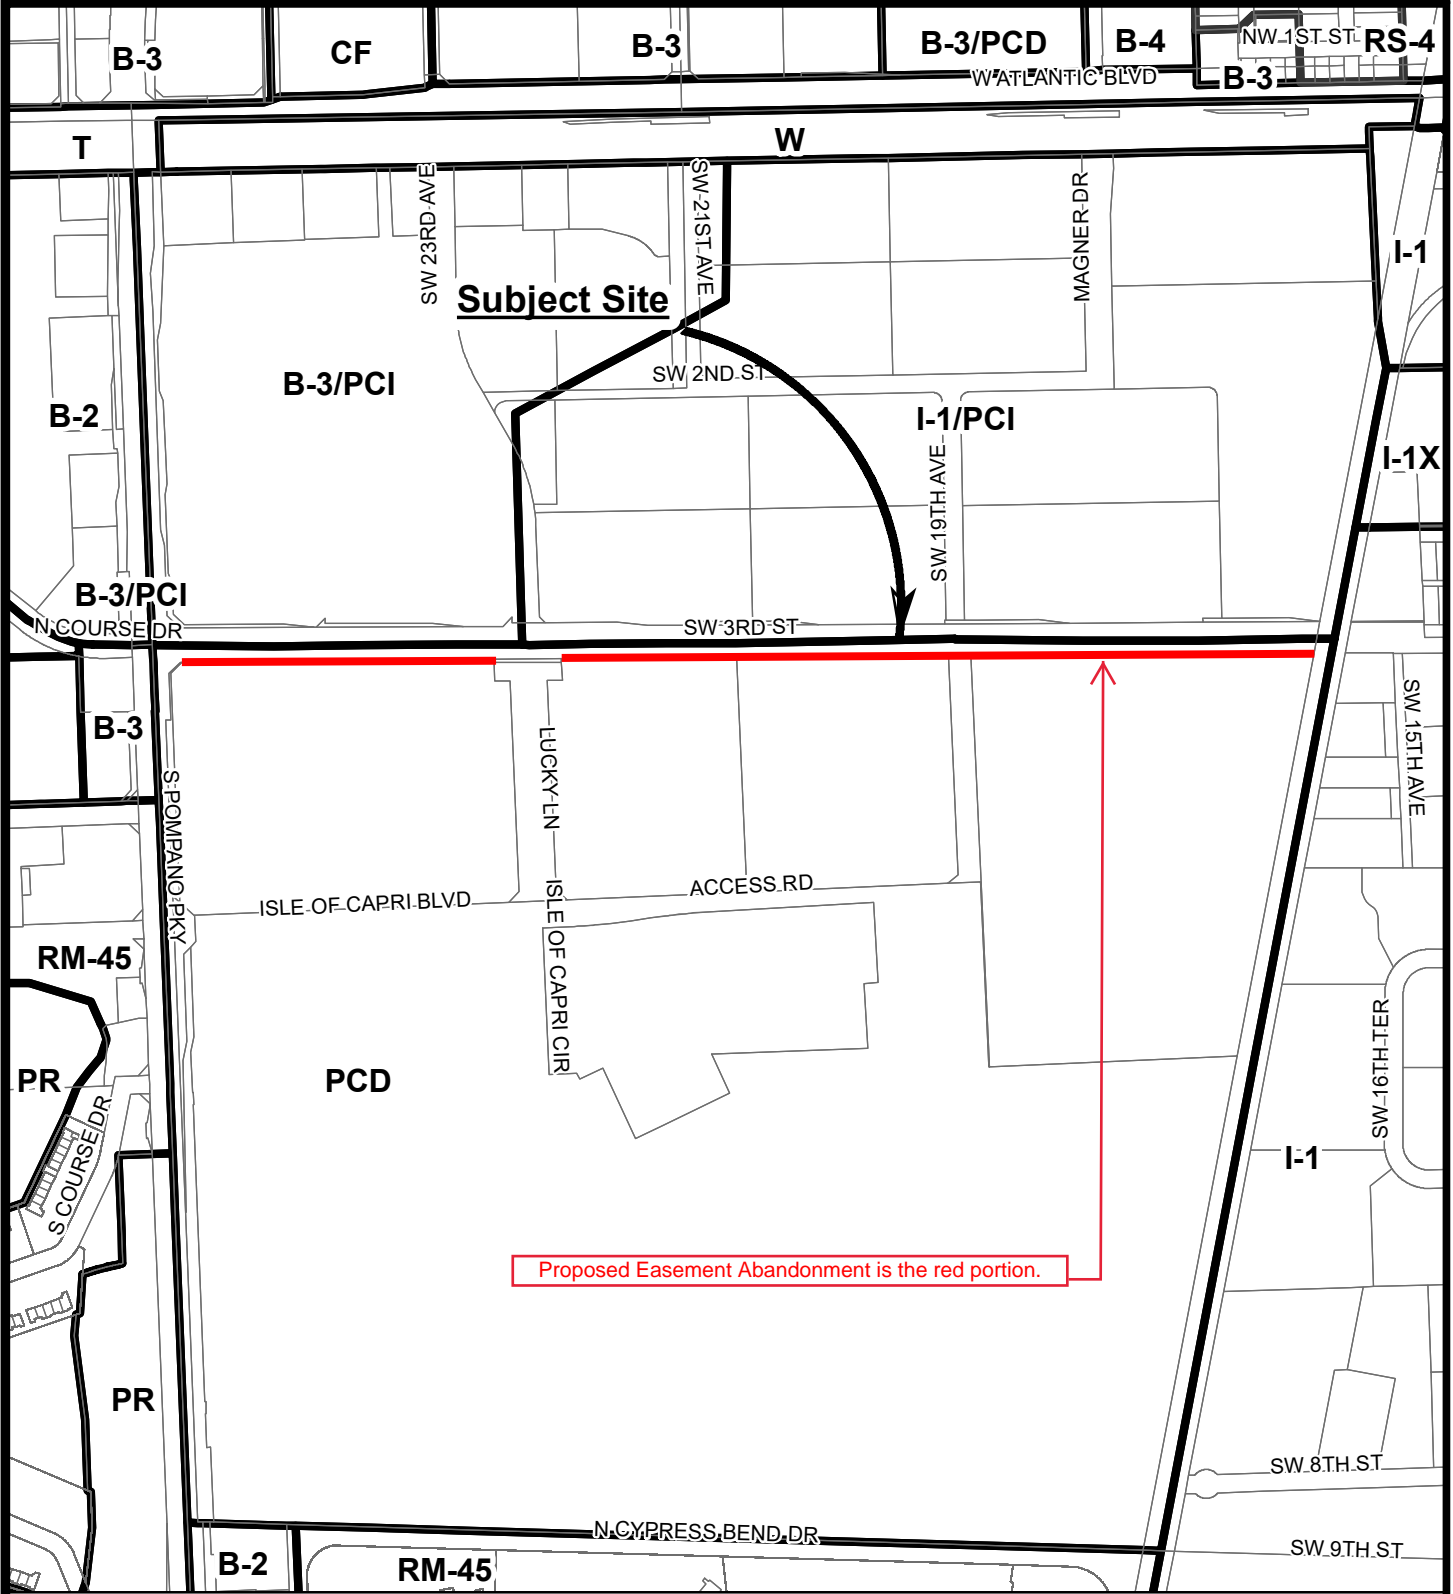 B-3
CF
B-3
B-3/PCD
B-4
NW 1ST ST
RS-4
W ATLANTIC BLVD
B-3
T
W
SW 23RD AVE
SW 21ST AVE
MAGNER DR
I-1
Subject Site
B-3/PCI
SW 2ND ST
B-2
I-1/PCI
I-1X
SW 19TH AVE
B-3/PCI
N COURSE DR
SW 3RD ST
B-3
SW 15TH AVE
LUCKY LN
S POMPANO PKY
ISLE OF CAPRI BLVD
ACCESS RD
ISLE OF CAPRI CIR
RM-45
SW 16TH TER
PR
PCD
S COURSE DR
I-1
Proposed Easement Abandonment is the red portion.
PR
SW 8TH ST
N CYPRESS BEND DR
SW 9TH ST
B-2
RM-45